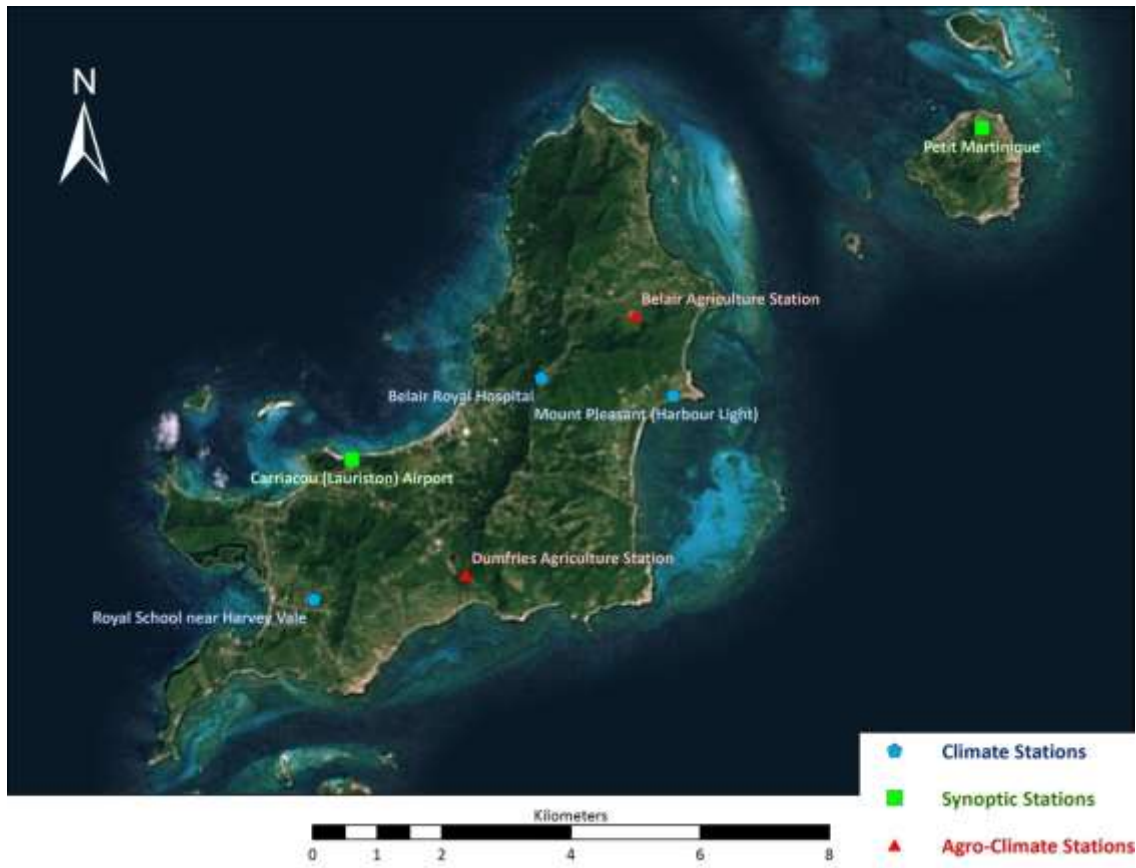 N
Petit Martinique
Belair Agriculture Station
Belair Royal Hospital
Mount Pleasant (Harbour Light)
Carriacou (Lauriston) Airport
Dumfries Agriculture Station
Royal School near Harvey Vale
Climate Stations
Synoptic Stations
Agro-Climate Stations
Kilometers
0 1 2 4 6 8